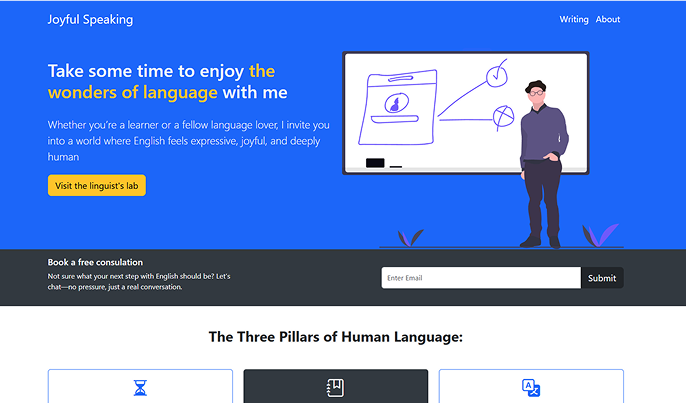 Joyful Speaking
Writing About
Take some time to enjoy the
wonders of language with me
Whether you're a learner or a fellow language lover, I invite you
into a world where English feels expressive, joyful, and deeply
human
Visit the linguist's lab
Book a free consulation
Not sure what your next step with English should be? Let's
chat—no pressure, just a real conversation.
Enter Email
Submit
The Three Pillars of Human Language: